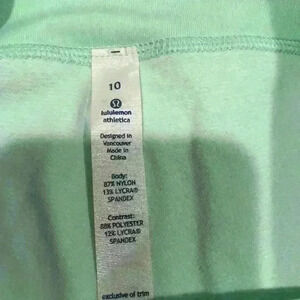 10
lululemon
athletica
Designed in
Vancouver
Made in
China
Body:
87% NYLON
13% LYCRA®
SPANDEX
Contrast:
88% POLYESTER
12% LYCRA®
SPANDEX
exclusive of trim